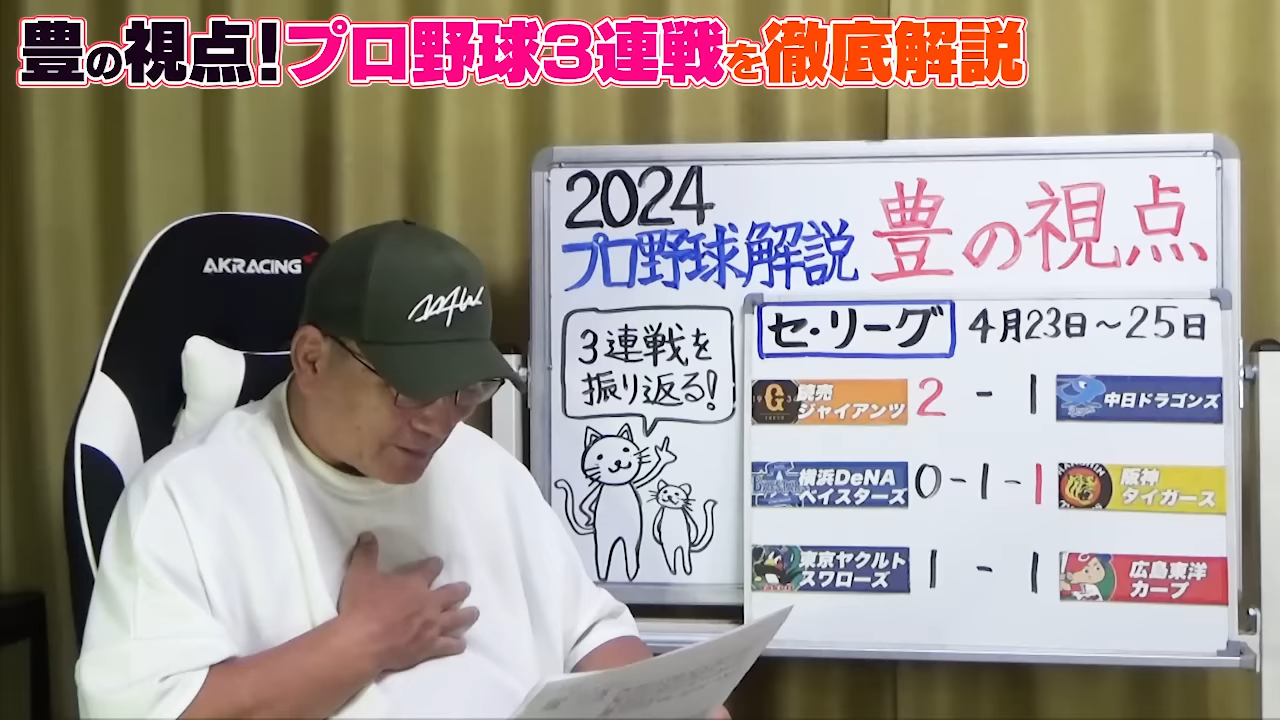 豊の視点!プロ野球3連戦を徹底解説
AKRACING
2024
プロ野球解説 豊の視点
3連戦を
振り返る!
セ・リーグ 4月23日～25日
読売
ジャイアンツ 2 - 1 中日ドラゴンズ
横浜DeNA
ベイスターズ 0 - 1 - 1 阪神
タイガース
東京ヤクルト
スワローズ 1 - 1 広島東洋
カープ